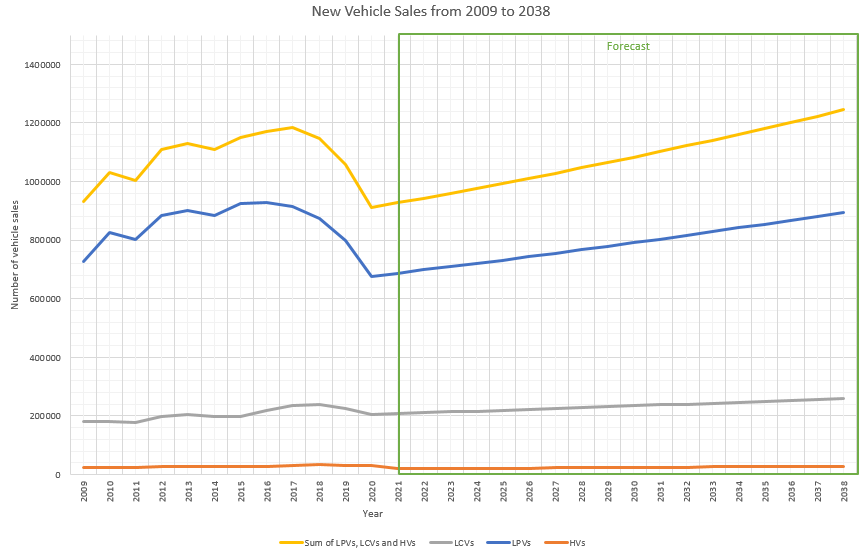 New Vehicle Sales from 2009 to 2038
Forecast
1400000
1200000
1000000
800000
600000
400000
200000
0
Number of vehicle sales
2009 2010 2011 2012 2013 2014 2015 2016 2017 2018 2019 2020 2021 2022 2023 2024 2025 2026 2027 2028 2029 2030 2031 2032 2033 2034 2035 2036 2037 2038
Year
Sum of LPVs, LCVs and HVs LCVs LPVs HVs